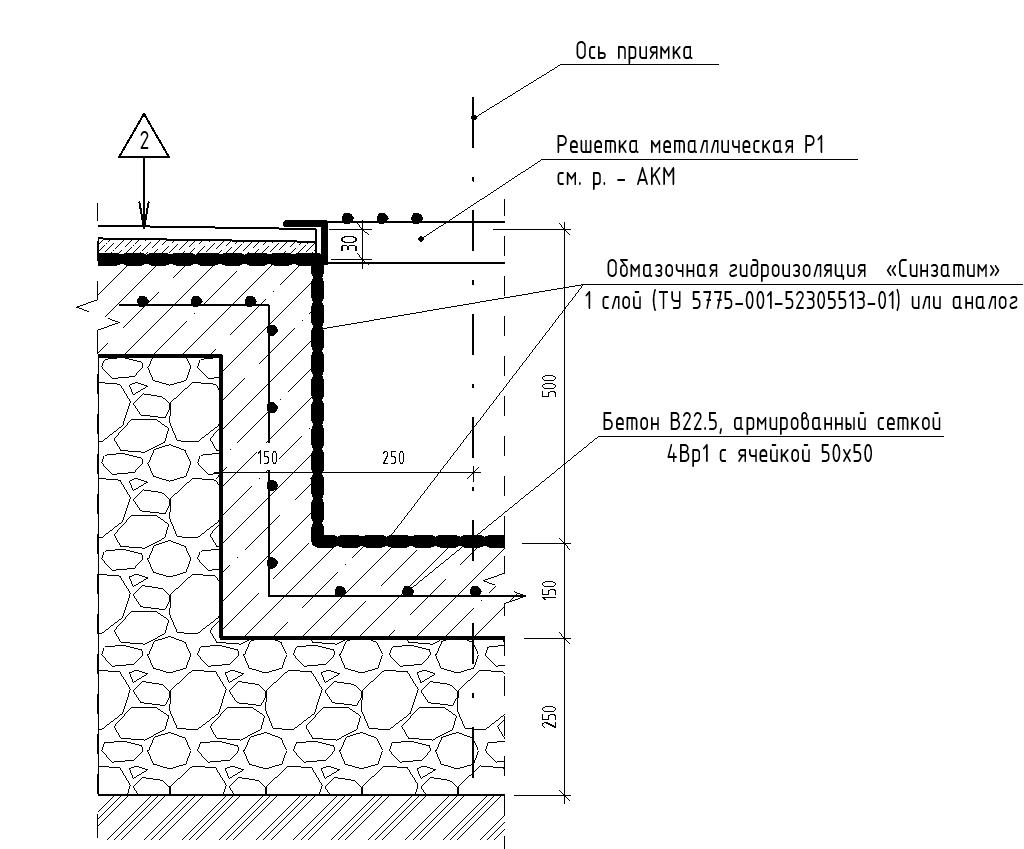 Ось приямка
2
Решетка металлическая Р1
см. р. - АКМ
30
Обмазочная гидроизоляция «Синзатим»
1 слой (ТУ 5775-001-52305513-01) или аналог
500
Бетон В22.5, армированный сеткой
4Вр1 с ячейкой 50х50
150
250
150
250